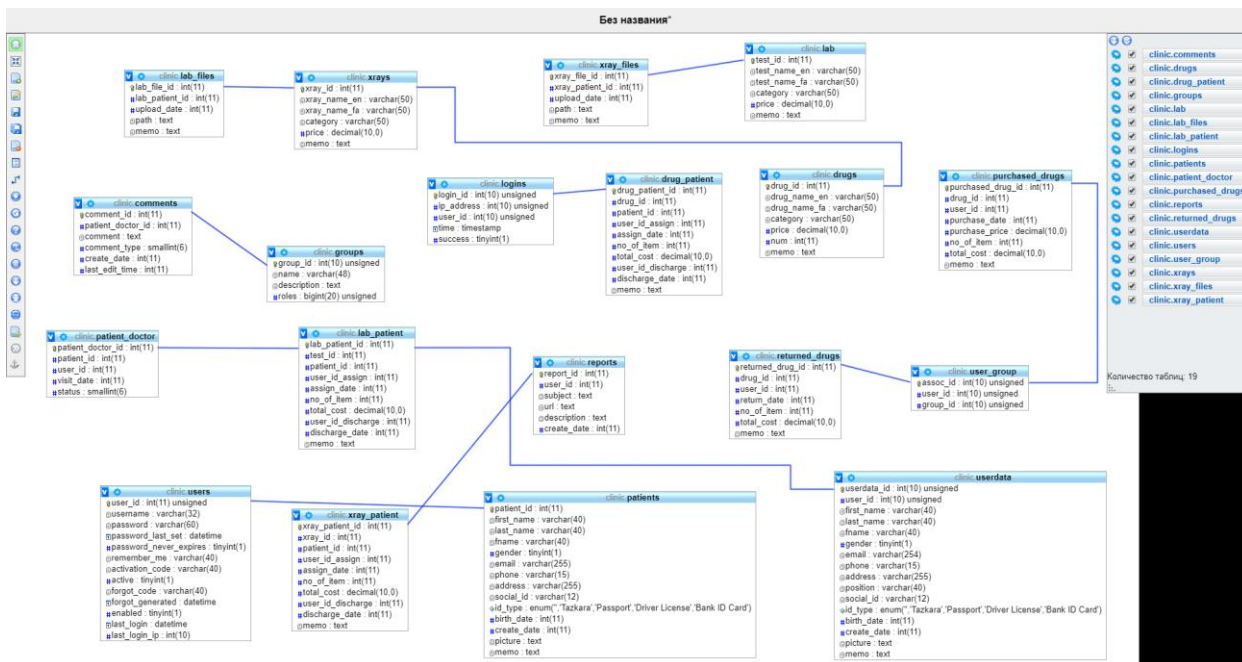 Без названия*
clinic.lab_files
lab_file_id : int(11)
lab_patient_id : int(11)
upload_date : int(11)
path : text
memo : text
clinic.xrays
xray_id : int(11)
xray_name_en : varchar(50)
xray_name_fa : varchar(50)
category : varchar(50)
price : decimal(10,0)
memo : text
clinic.xray_files
xray_file_id : int(11)
xray_patient_id : int(11)
upload_date : int(11)
path : text
memo : text
clinic.lab
test_id : int(11)
test_name_en : varchar(50)
test_name_fa : varchar(50)
category : varchar(50)
price : decimal(10,0)
memo : text
clinic.comments
comment_id : int(11)
patient_doctor_id : int(11)
comment : text
comment_type : smallint(6)
create_date : int(11)
last_edit_time : int(11)
clinic.groups
group_id : int(10) unsigned
name : varchar(48)
description : text
roles : bigint(20) unsigned
clinic.logins
login_id : int(10) unsigned
ip_address : int(10) unsigned
user_id : int(10) unsigned
time : timestamp
success : tinyint(1)
clinic.drug_patient
drug_patient_id : int(11)
drug_id : int(11)
patient_id : int(11)
user_id_assign : int(11)
assign_date : int(11)
no_of_item : int(11)
total_cost : decimal(10,0)
user_id_discharge : int(11)
discharge_date : int(11)
memo : text
clinic.drugs
drug_id : int(11)
drug_name_en : varchar(50)
drug_name_fa : varchar(50)
category : varchar(50)
price : decimal(10,0)
num : int(11)
memo : text
clinic.purchased_drugs
purchased_drug_id : int(11)
drug_id : int(11)
user_id : int(11)
purchase_date : int(11)
purchase_price : decimal(10,0)
no_of_item : int(11)
total_cost : decimal(10,0)
memo : text
clinic.patient_doctor
patient_doctor_id : int(11)
patient_id : int(11)
user_id : int(11)
visit_date : int(11)
status : smallint(6)
clinic.lab_patient
lab_patient_id : int(11)
test_id : int(11)
patient_id : int(11)
user_id_assign : int(11)
assign_date : int(11)
no_of_item : int(11)
total_cost : decimal(10,0)
user_id_discharge : int(11)
discharge_date : int(11)
memo : text
clinic.reports
report_id : int(11)
user_id : int(11)
subject : text
url : text
description : text
create_date : int(11)
clinic.returned_drugs
returned_drug_id : int(11)
drug_id : int(11)
user_id : int(11)
return_date : int(11)
no_of_item : int(11)
total_cost : decimal(10,0)
memo : text
clinic.user_group
assoc_id : int(10) unsigned
user_id : int(10) unsigned
group_id : int(10) unsigned
clinic.users
user_id : int(11) unsigned
username : varchar(32)
password : varchar(60)
password_last_set : datetime
password_never_expires : tinyint(1)
remember_me : varchar(40)
activation_code : varchar(40)
active : tinyint(1)
forgot_code : varchar(40)
forgot_generated : datetime
enabled : tinyint(1)
last_login : datetime
last_login_ip : int(10)
clinic.xray_patient
xray_patient_id : int(11)
xray_id : int(11)
patient_id : int(11)
user_id_assign : int(11)
assign_date : int(11)
no_of_item : int(11)
total_cost : decimal(10,0)
user_id_discharge : int(11)
discharge_date : int(11)
memo : text
clinic.patients
patient_id : int(11)
first_name : varchar(40)
last_name : varchar(40)
fname : varchar(40)
gender : tinyint(1)
email : varchar(255)
phone : varchar(15)
address : varchar(255)
social_id : varchar(12)
id_type : enum('','Tazkara','Passport','Driver License','Bank ID Card')
birth_date : int(11)
create_date : int(11)
picture : text
memo : text
clinic.userdata
userdata_id : int(10) unsigned
user_id : int(10) unsigned
first_name : varchar(40)
last_name : varchar(40)
fname : varchar(40)
gender : tinyint(1)
email : varchar(254)
phone : varchar(15)
address : varchar(255)
position : varchar(40)
social_id : varchar(12)
id_type : enum('','Tazkara','Passport','Driver License','Bank ID Card')
birth_date : int(11)
create_date : int(11)
picture : text
memo : text
clinic.comments
clinic.drugs
clinic.drug_patient
clinic.groups
clinic.lab
clinic.lab_files
clinic.lab_patient
clinic.logins
clinic.patients
clinic.patient_doctor
clinic.purchased_drugs
clinic.reports
clinic.returned_drugs
clinic.userdata
clinic.users
clinic.user_group
clinic.xrays
clinic.xray_files
clinic.xray_patient
Количество таблиц: 19